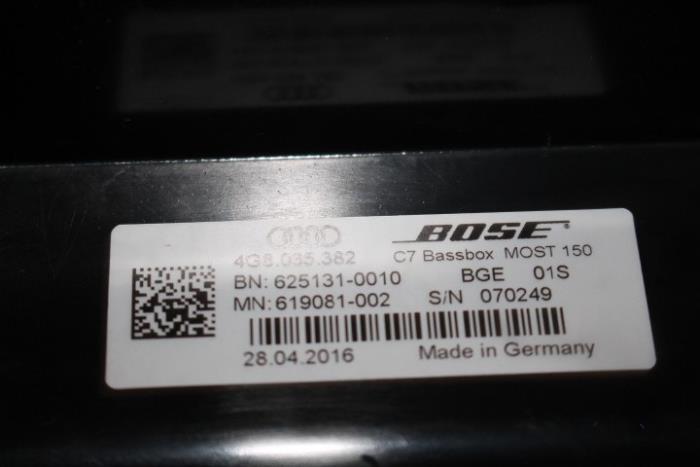 BOSE®
4G8.035.382 C7 Bassbox MOST 150
BN: 625131-0010 BGE 01S
MN: 619081-002 S/N 070249
28.04.2016 Made in Germany